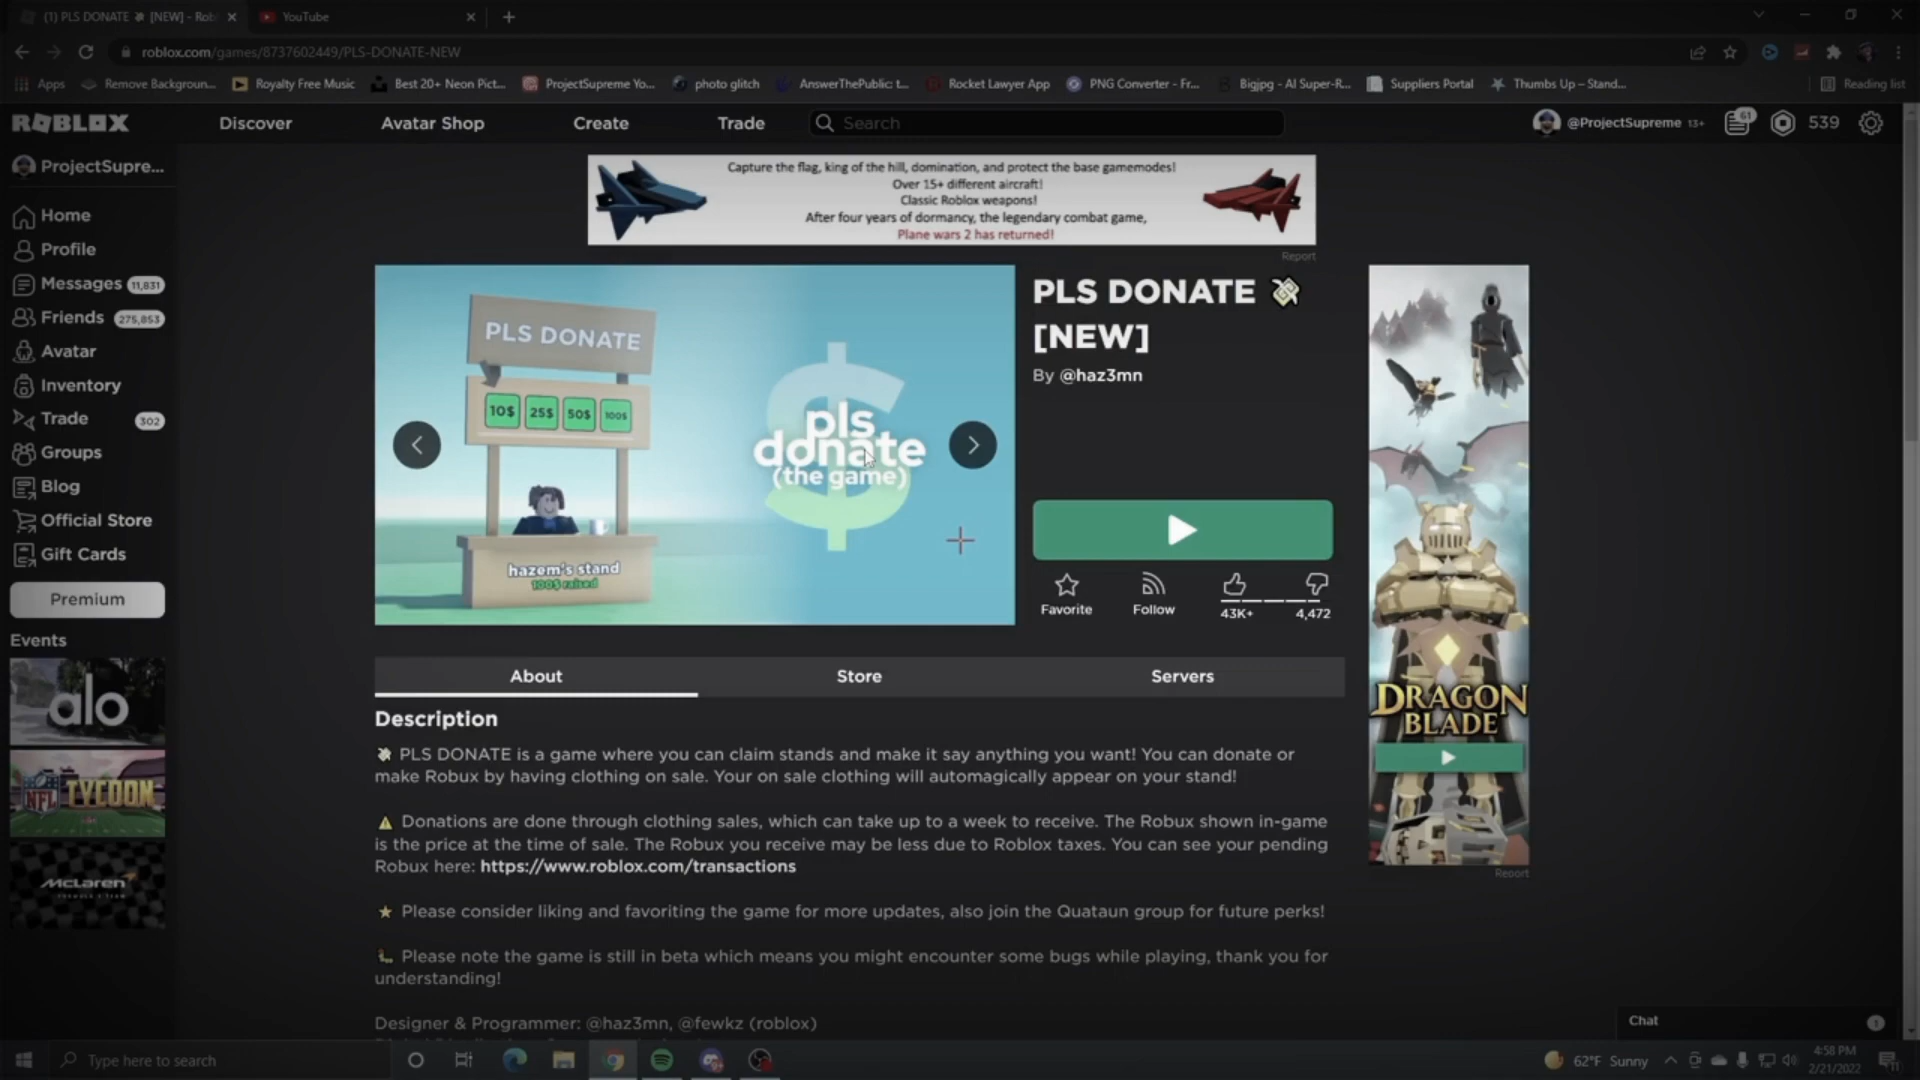 (1) PLS DONATE [NEW] - Rob
YouTube
roblox.com/games/8737602449/PLS-DONATE-NEW
Apps
Remove Backgroun...
Royalty Free Music
Best 20+ Neon Pict...
ProjectSupreme Yo...
photo glitch
AnswerThePublic: t...
Rocket Lawyer App
PNG Converter - Fr...
Bigjpg - AI Super-R...
Suppliers Portal
Thumbs Up – Stand...
Reading list
ROBLOX
Discover
Avatar Shop
Create
Trade
Search
@ProjectSupreme 13+
61
539
ProjectSupre...
Home
Profile
Messages 11,831
Friends 275,853
Avatar
Inventory
Trade 302
Groups
Blog
Official Store
Gift Cards
Premium
Events
alo
NFL TYCOON
McLaren
Capture the flag, king of the hill, domination, and protect the base gamemodes!
Over 15+ different aircraft!
Classic Roblox weapons!
After four years of dormancy, the legendary combat game,
Plane wars 2 has returned!
Report
PLS DONATE
10$ 25$ 50$ 100$
hazem's stand
100$ raised
pls
donate
(the game)
PLS DONATE
[NEW]
By @haz3mn
Favorite
Follow
43K+
4,472
DRAGON
BLADE
Report
About
Store
Servers
Description
PLS DONATE is a game where you can claim stands and make it say anything you want! You can donate or
make Robux by having clothing on sale. Your on sale clothing will automagically appear on your stand!
Donations are done through clothing sales, which can take up to a week to receive. The Robux shown in-game
is the price at the time of sale. The Robux you receive may be less due to Roblox taxes. You can see your pending
Robux here: https://www.roblox.com/transactions
Please consider liking and favoriting the game for more updates, also join the Quataun group for future perks!
Please note the game is still in beta which means you might encounter some bugs while playing, thank you for
understanding!
Designer & Programmer: @haz3mn, @fewkz (roblox)
Chat
Type here to search
62°F Sunny
4:58 PM
2/21/2022